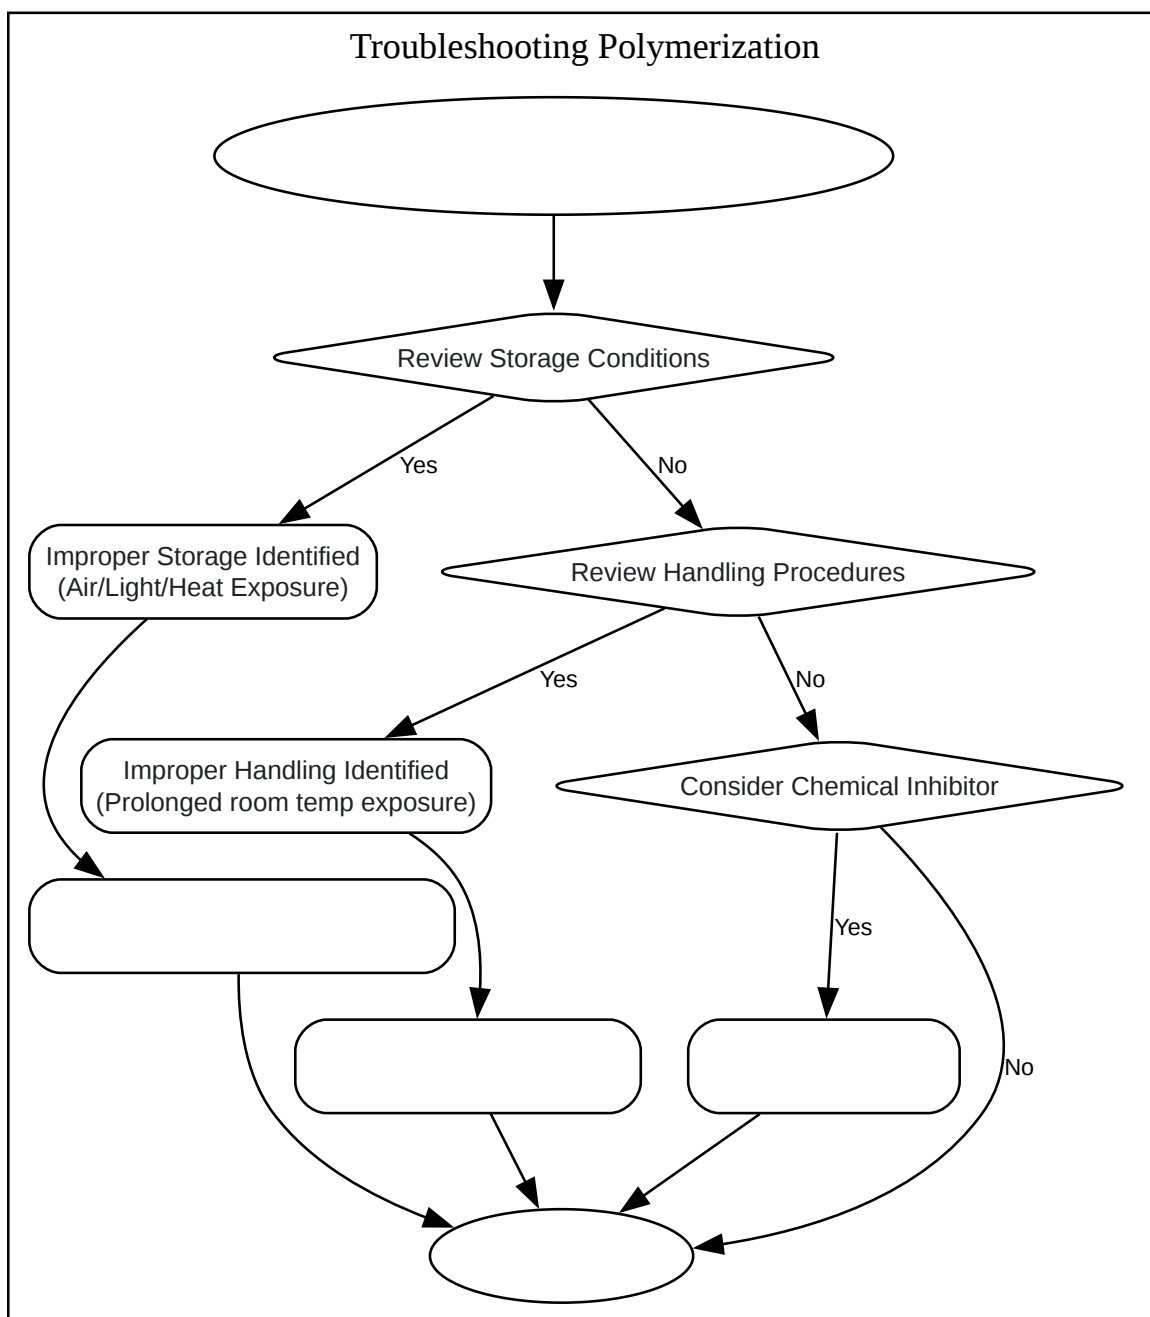 Troubleshooting Polymerization
Review Storage Conditions
Yes
No
Improper Storage Identified
(Air/Light/Heat Exposure)
Review Handling Procedures
Yes
No
Improper Handling Identified
(Prolonged room temp exposure)
Consider Chemical Inhibitor
Yes
No